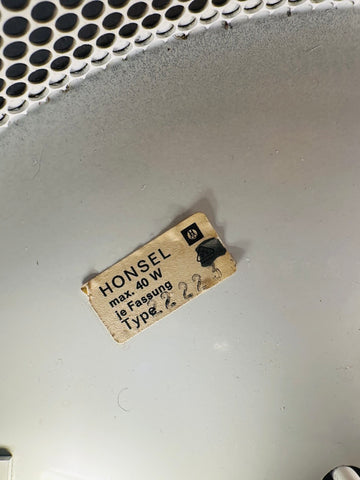 HONSEL
max. 40 W
je Fassung
Type.